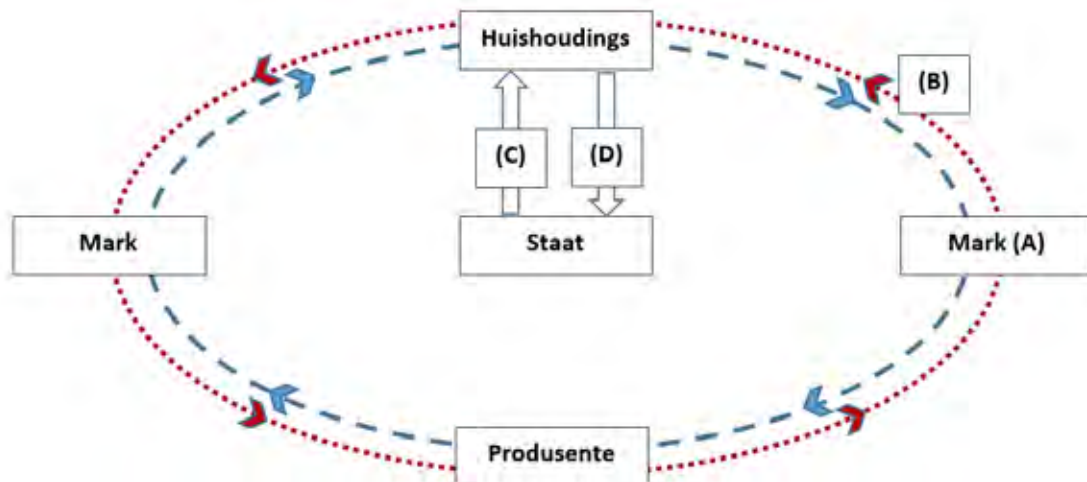 Huishoudings
(B)
(C)
(D)
Mark
Staat
Mark (A)
Produsente